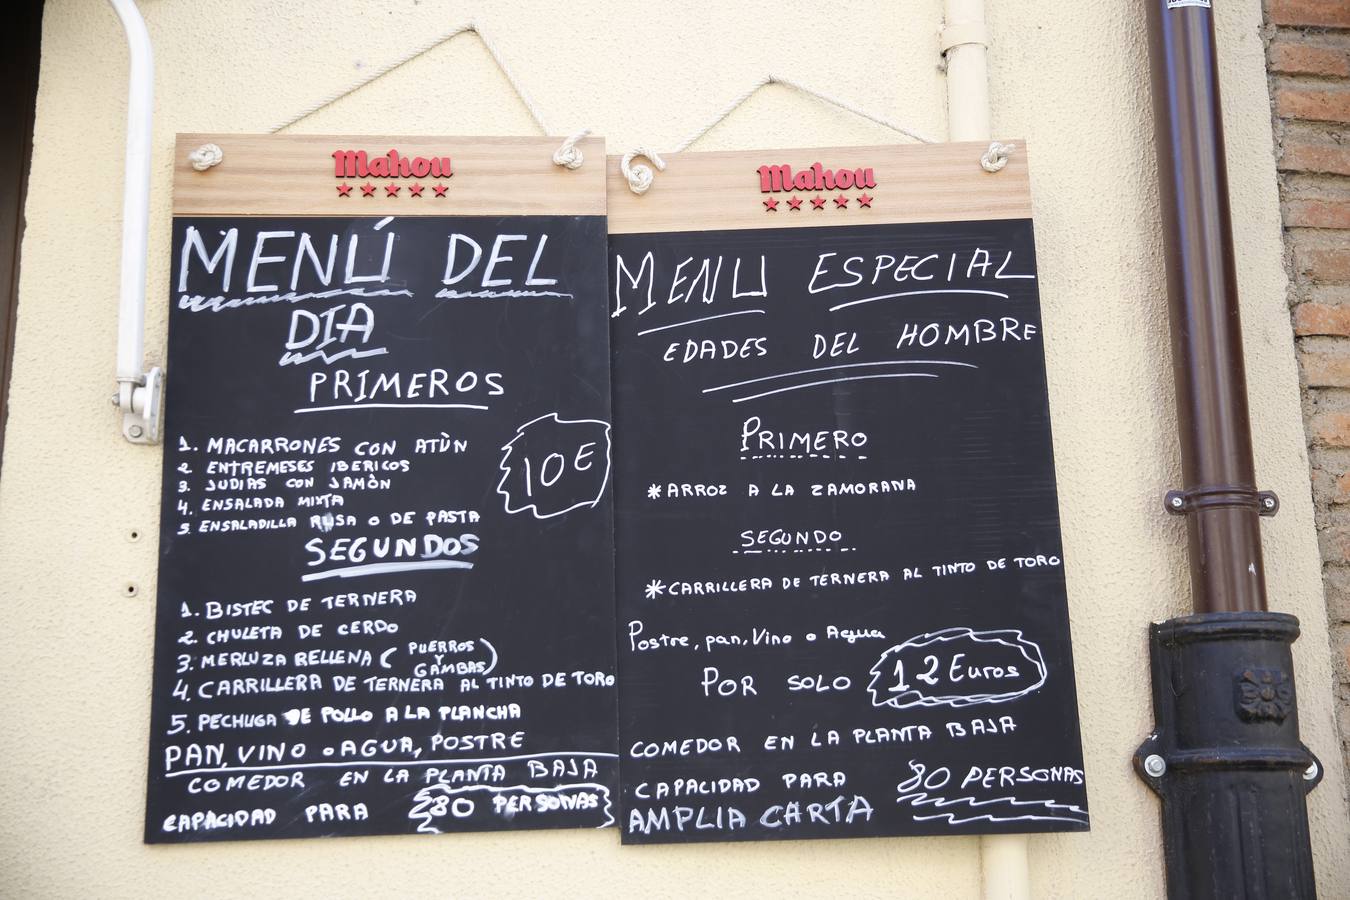 Mahou
MENÚ DEL
DIA
PRIMEROS
1. MACARRONES CON ATÙN
2. ENTREMESES IBERICOS
3. JUDIAS CON JAMÒN
4. ENSALADA MIXTA
5. ENSALADILLA RUSA O DE PASTA
10 E
SEGUNDOS
1. BISTEC DE TERNERA
2. CHULETA DE CERDO
3. MERLUZA RELLENA ( PUERROS Y GAMBAS)
4. CARRILLERA DE TERNERA AL TINTO DE TORO
5. PECHUGA DE POLLO A LA PLANCHA
PAN, VINO O AGUA, POSTRE
COMEDOR EN LA PLANTA BAJA
CAPACIDAD PARA 80 PERSONAS
Mahou
MENU ESPECIAL
EDADES DEL HOMBRE
PRIMERO
*ARROZ A LA ZAMORANA
SEGUNDO
*CARRILLERA DE TERNERA AL TINTO DE TORO
Postre, pan, Vino o Agua
POR SOLO 12 Euros
COMEDOR EN LA PLANTA BAJA
CAPACIDAD PARA 80 PERSONAS
AMPLIA CARTA